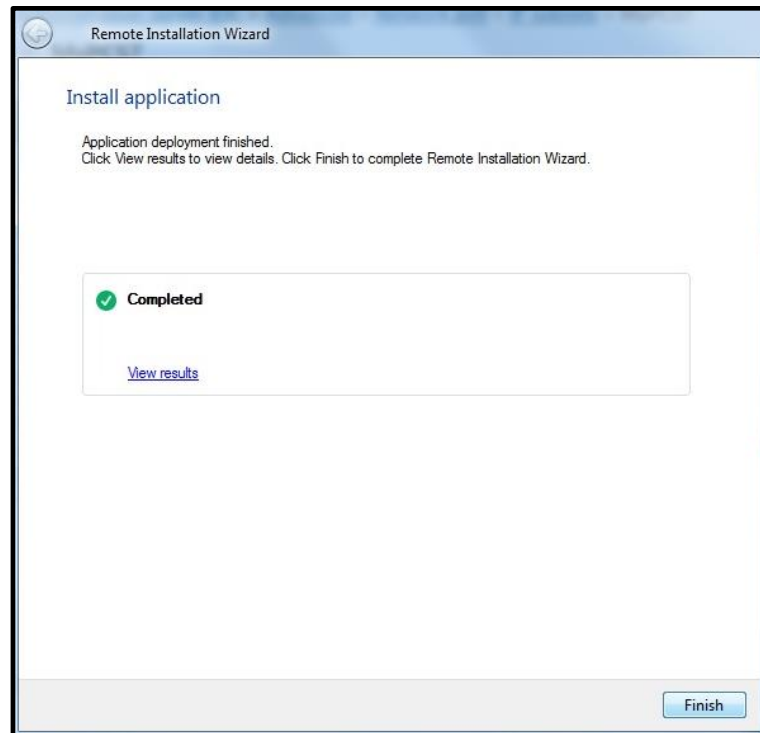 Remote Installation Wizard
Install application
Application deployment finished.
Click View results to view details. Click Finish to complete Remote Installation Wizard.
Completed
View results
Finish